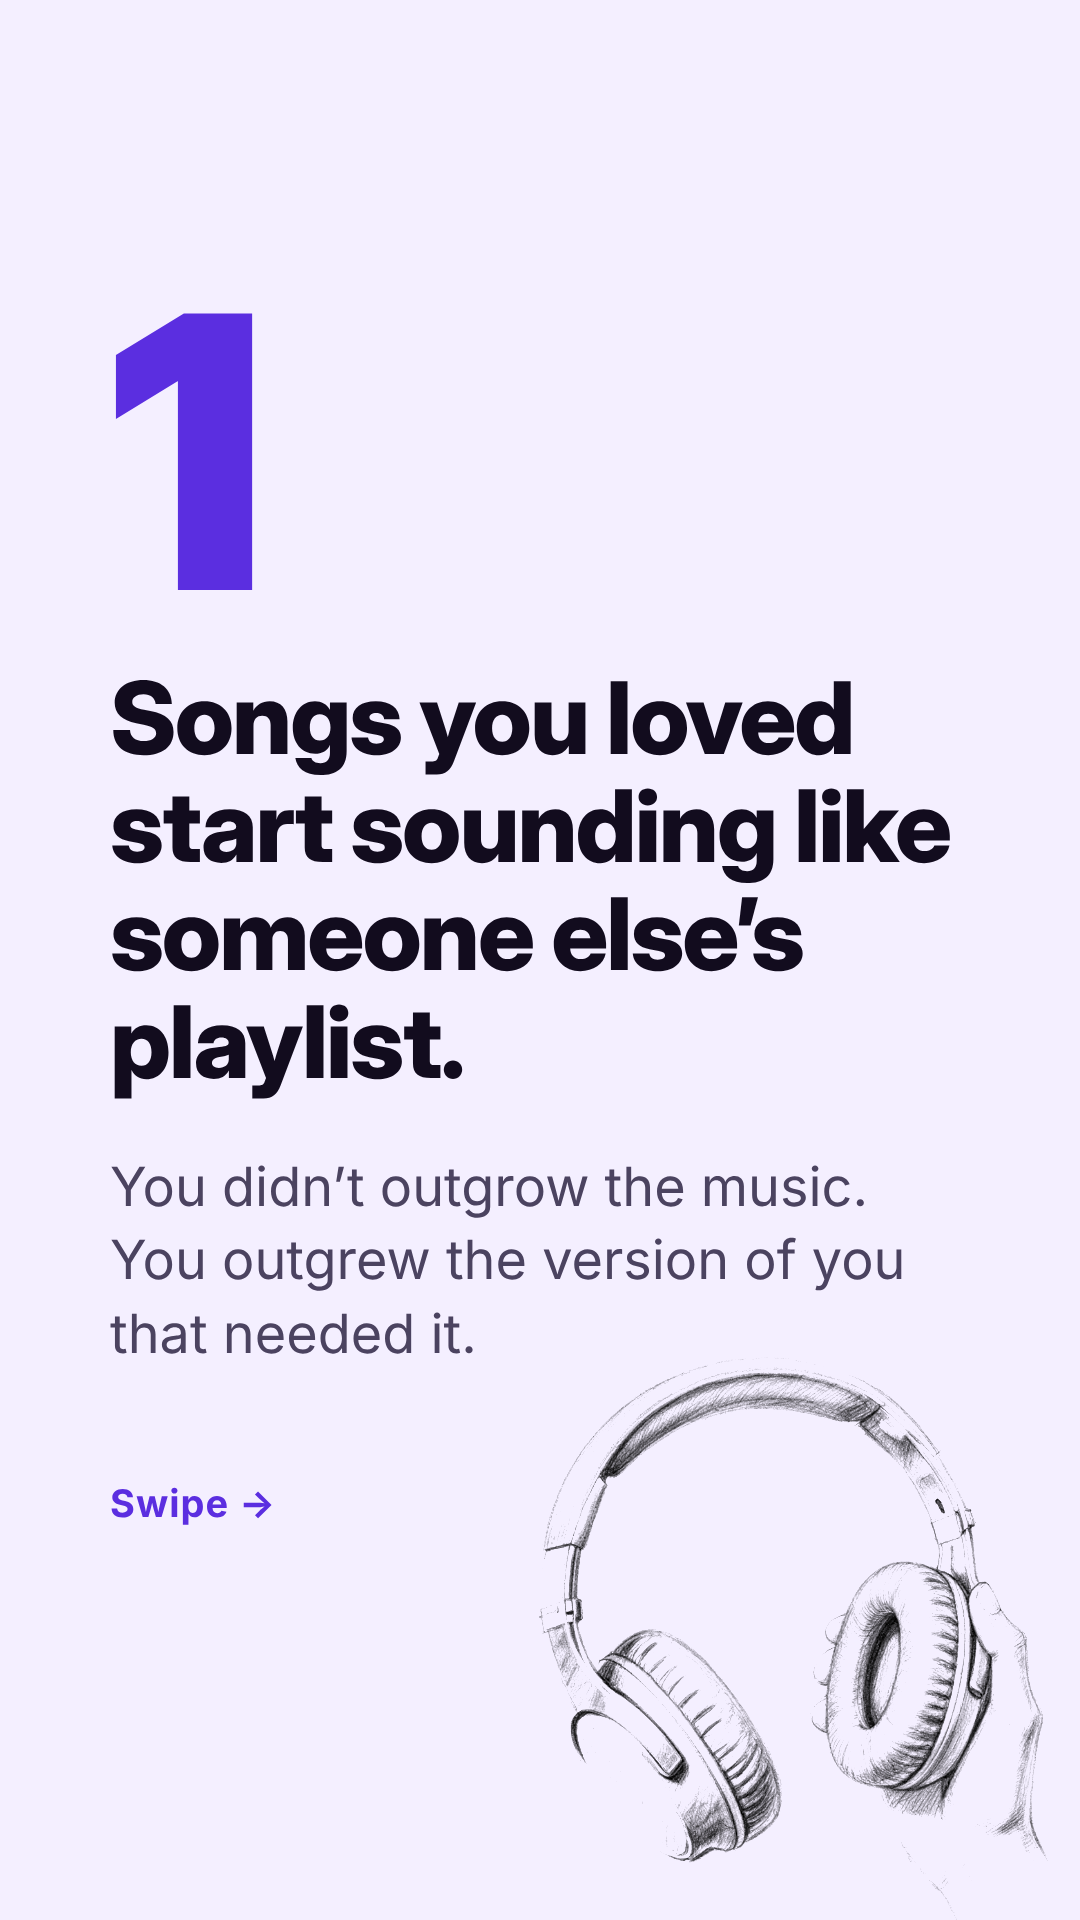 1
Songs you loved
start sounding like
someone else’s
playlist.
You didn’t outgrow the music.
You outgrew the version of you
that needed it.
Swipe →